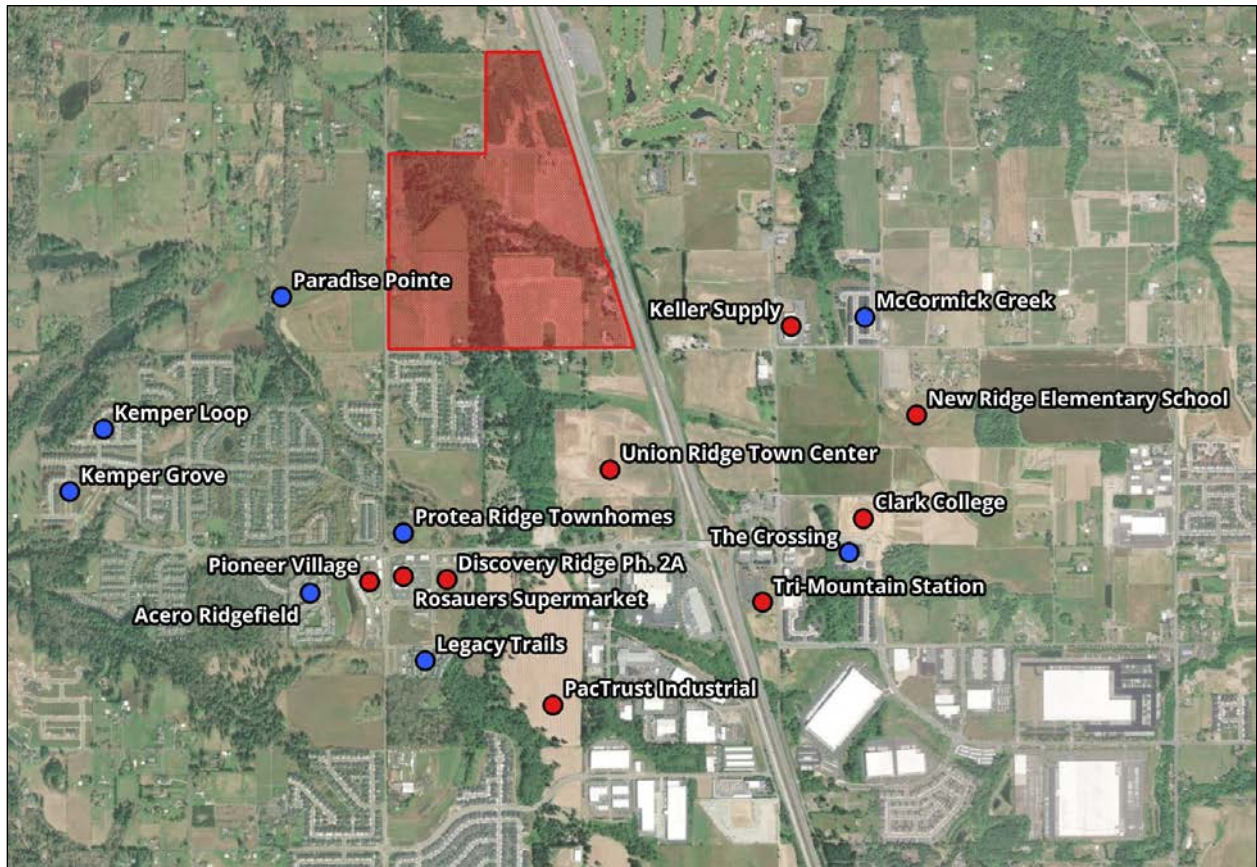 Paradise Pointe
Keller Supply
McCormick Creek
New Ridge Elementary School
Kemper Loop
Union Ridge Town Center
Kemper Grove
Clark College
Protea Ridge Townhomes
The Crossing
Pioneer Village
Discovery Ridge Ph. 2A
Tri-Mountain Station
Rosauers Supermarket
Acero Ridgefield
Legacy Trails
PacTrust Industrial